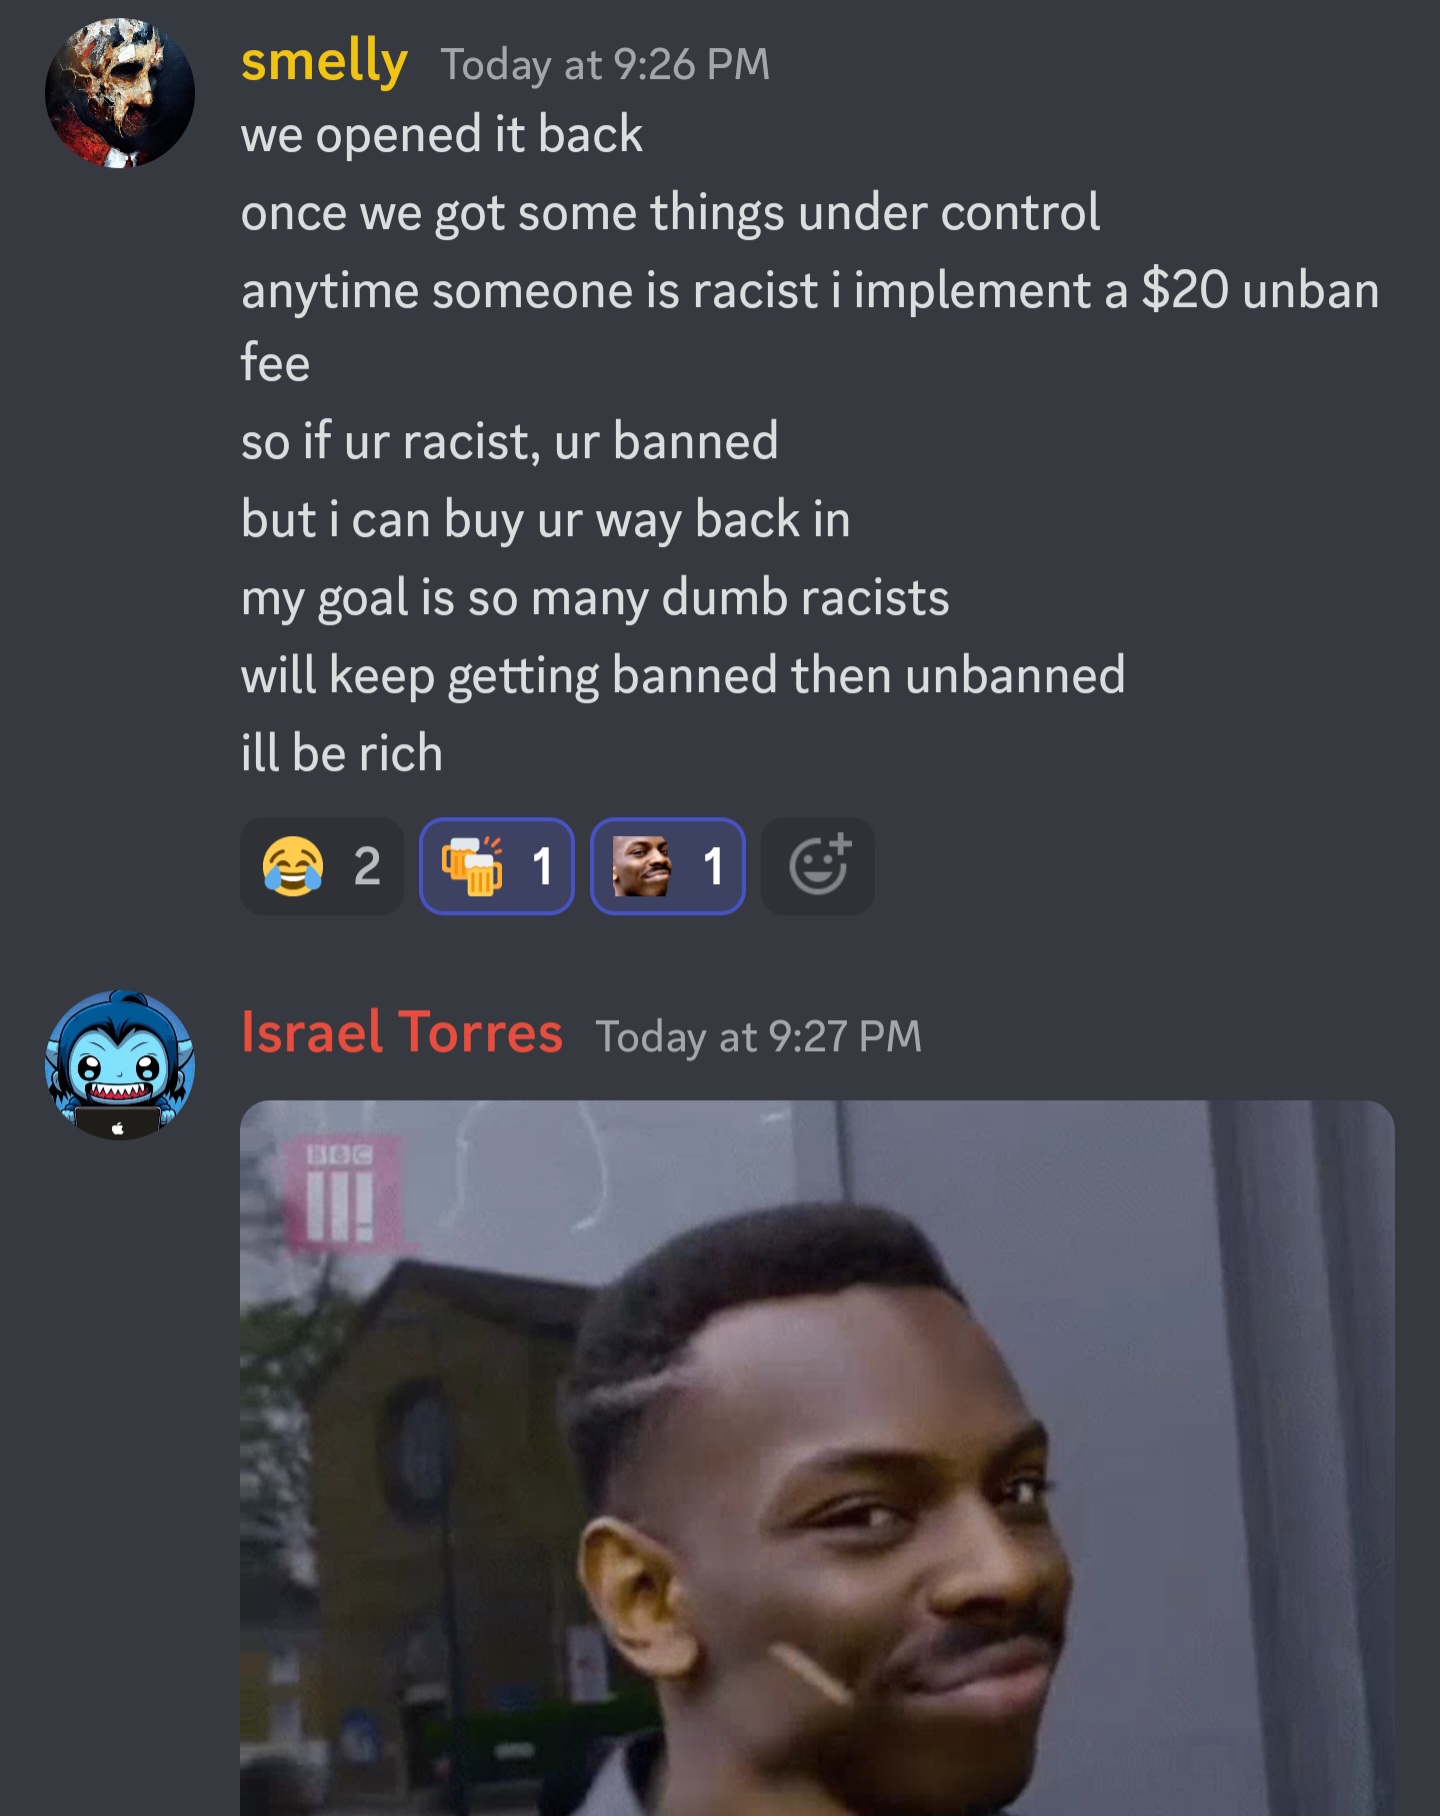 smelly Today at 9:26 PM
we opened it back
once we got some things under control
anytime someone is racist i implement a $20 unban
fee
so if ur racist, ur banned
but i can buy ur way back in
my goal is so many dumb racists
will keep getting banned then unbanned
ill be rich
2 1 1
Israel Torres Today at 9:27 PM
BBC
III!